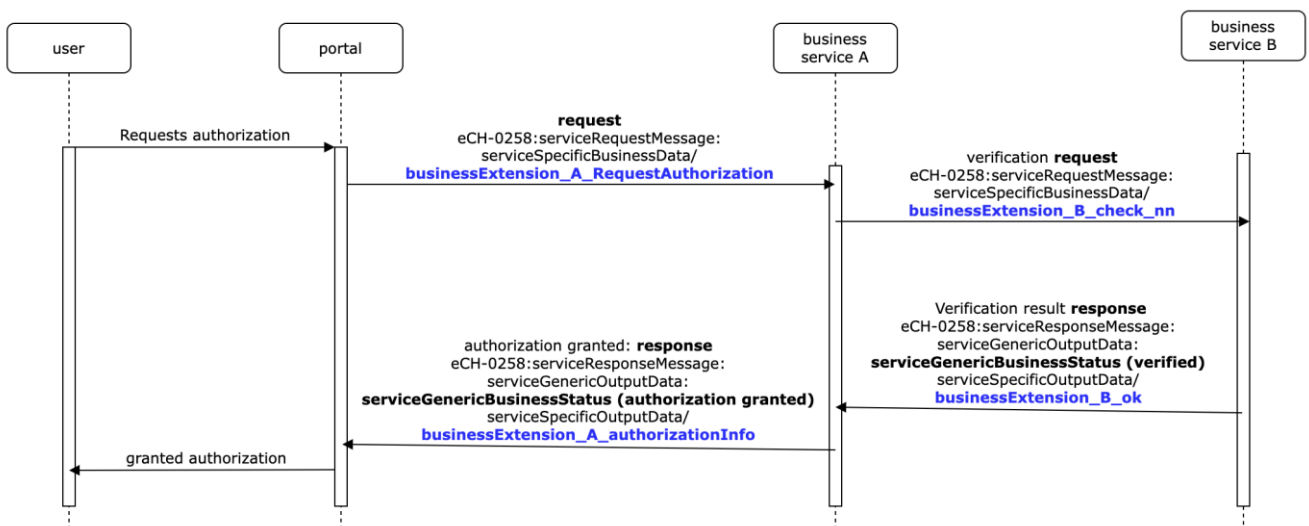 user
portal
business
service A
business
service B
Requests authorization
request
eCH-0258:serviceRequestMessage:
serviceSpecificBusinessData/
businessExtension_A_RequestAuthorization
verification request
eCH-0258:serviceRequestMessage:
serviceSpecificBusinessData/
businessExtension_B_check_nn
Verification result response
eCH-0258:serviceResponseMessage:
serviceGenericOutputData:
serviceGenericBusinessStatus (verified)
serviceSpecificOutputData/
businessExtension_B_ok
authorization granted: response
eCH-0258:serviceResponseMessage:
serviceGenericOutputData:
serviceGenericBusinessStatus (authorization granted)
serviceSpecificOutputData/
businessExtension_A_authorizationInfo
granted authorization